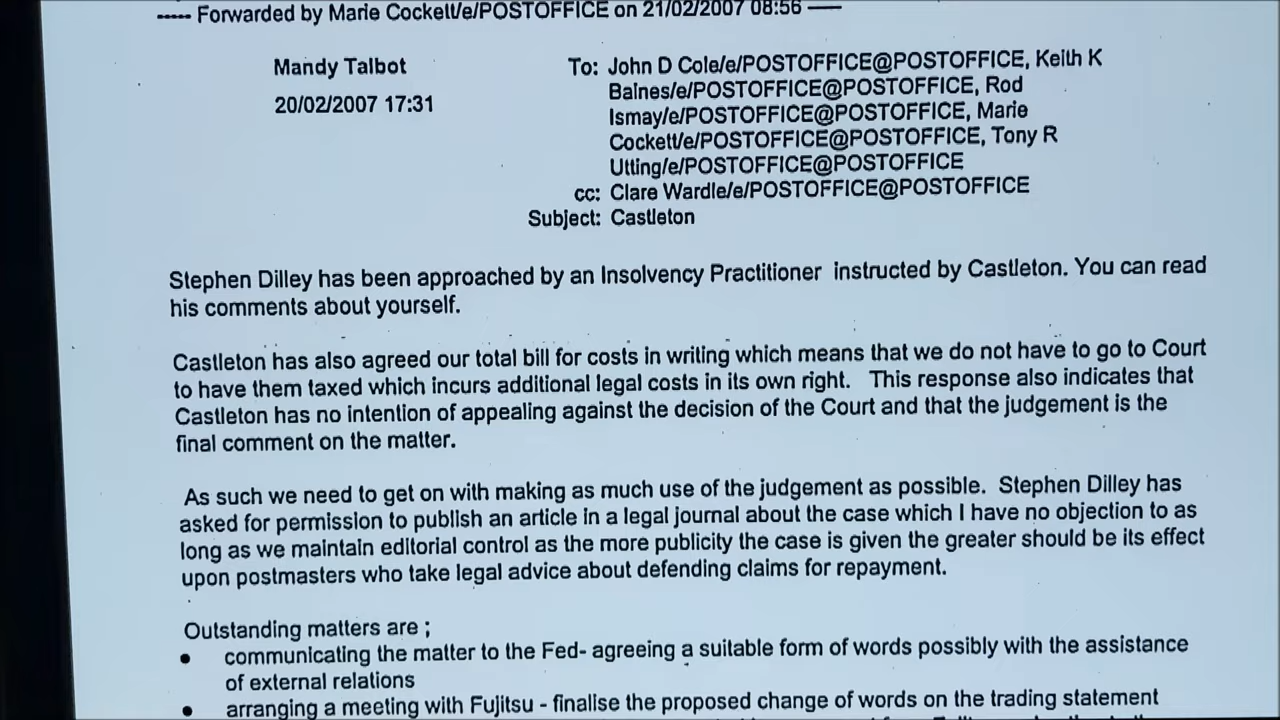 ----- Forwarded by Marie Cockett/e/POSTOFFICE on 21/02/2007 08:56 -----
Mandy Talbot
20/02/2007 17:31
To: John D Cole/e/POSTOFFICE@POSTOFFICE, Keith K
Baines/e/POSTOFFICE@POSTOFFICE, Rod
Ismay/e/POSTOFFICE@POSTOFFICE, Marie
Cockett/e/POSTOFFICE@POSTOFFICE, Tony R
Utting/e/POSTOFFICE@POSTOFFICE
cc: Clare Wardle/e/POSTOFFICE@POSTOFFICE
Subject: Castleton
Stephen Dilley has been approached by an Insolvency Practitioner instructed by Castleton. You can read
his comments about yourself.
Castleton has also agreed our total bill for costs in writing which means that we do not have to go to Court
to have them taxed which incurs additional legal costs in its own right. This response also indicates that
Castleton has no intention of appealing against the decision of the Court and that the judgement is the
final comment on the matter.
As such we need to get on with making as much use of the judgement as possible. Stephen Dilley has
asked for permission to publish an article in a legal journal about the case which I have no objection to as
long as we maintain editorial control as the more publicity the case is given the greater should be its effect
upon postmasters who take legal advice about defending claims for repayment.
Outstanding matters are ;
• communicating the matter to the Fed- agreeing a suitable form of words possibly with the assistance
of external relations
• arranging a meeting with Fujitsu - finalise the proposed change of words on the trading statement